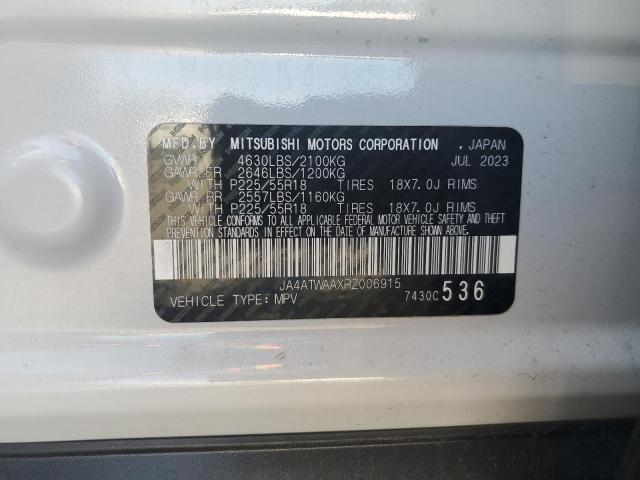 MFD.BY MITSUBISHI MOTORS CORPORATION , JAPAN
GVWR 4630LBS/2100KG JUL 2023
GAWR FR 2646LBS/1200KG
WITH P225/55R18 TIRES 18X7.0J RIMS
GAWR RR 2557LBS/1160KG
WITH P225/55R18 TIRES 18X7.0J RIMS
THIS VEHICLE CONFORMS TO ALL APPLICABLE FEDERAL MOTOR VEHICLE SAFETY AND THEFT
PREVENTION STANDARDS IN EFFECT ON THE DATE OF MANUFACTURE SHOWN ABOVE.
JA4ATWAAXRZ006915
VEHICLE TYPE: MPV 7430C 536